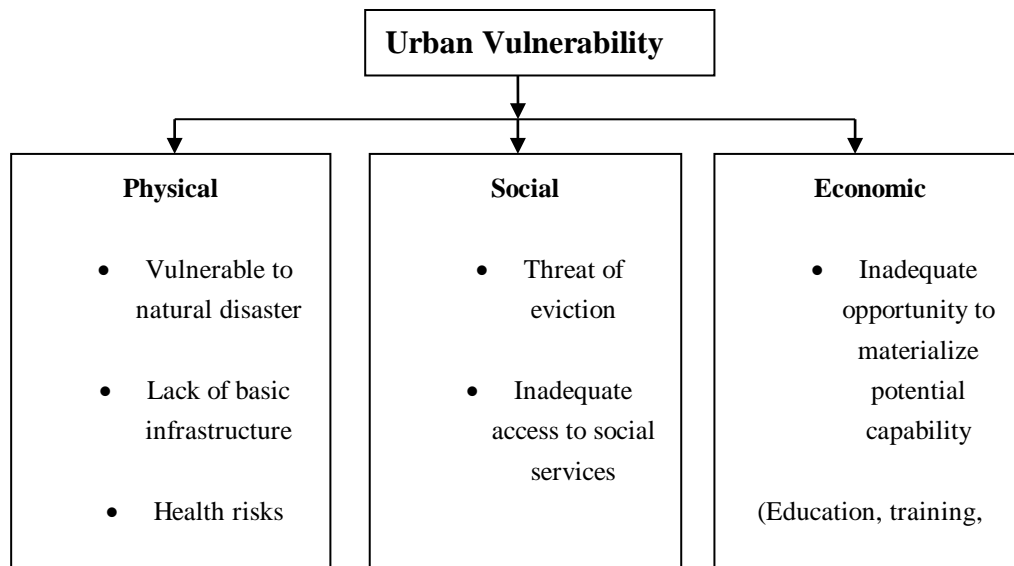 Urban Vulnerability
Physical
• Vulnerable to
natural disaster
• Lack of basic
infrastructure
• Health risks
Social
• Threat of
eviction
• Inadequate
access to social
services
Economic
• Inadequate
opportunity to
materialize
potential
capability
(Education, training,